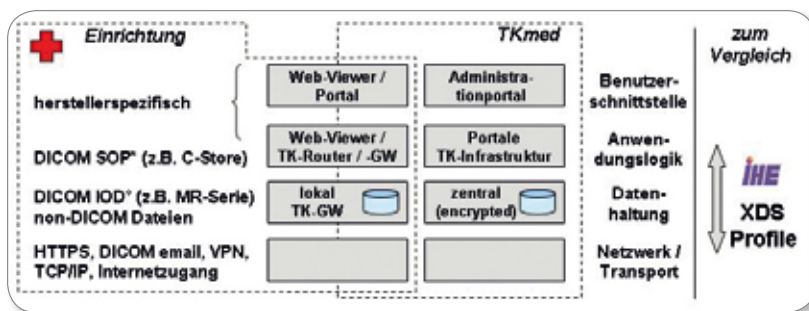 Einrichtung
TKmed
zum
Vergleich
herstellerspezifisch
Web-Viewer /
Portal
Administra-
tionportal
Benutzer-
schnittstelle
DICOM SOP* (z.B. C-Store)
Web-Viewer /
TK-Router / -GW
Portale
TK-Infrastruktur
Anwen-
dungslogik
DICOM IOD* (z.B. MR-Serie)
non-DICOM Dateien
lokal
TK-GW
zentral
(encrypted)
Daten-
haltung
HTTPS, DICOM email, VPN,
TCP/IP, Internetzugang
Netzwerk /
Transport
IHE
XDS
Profile